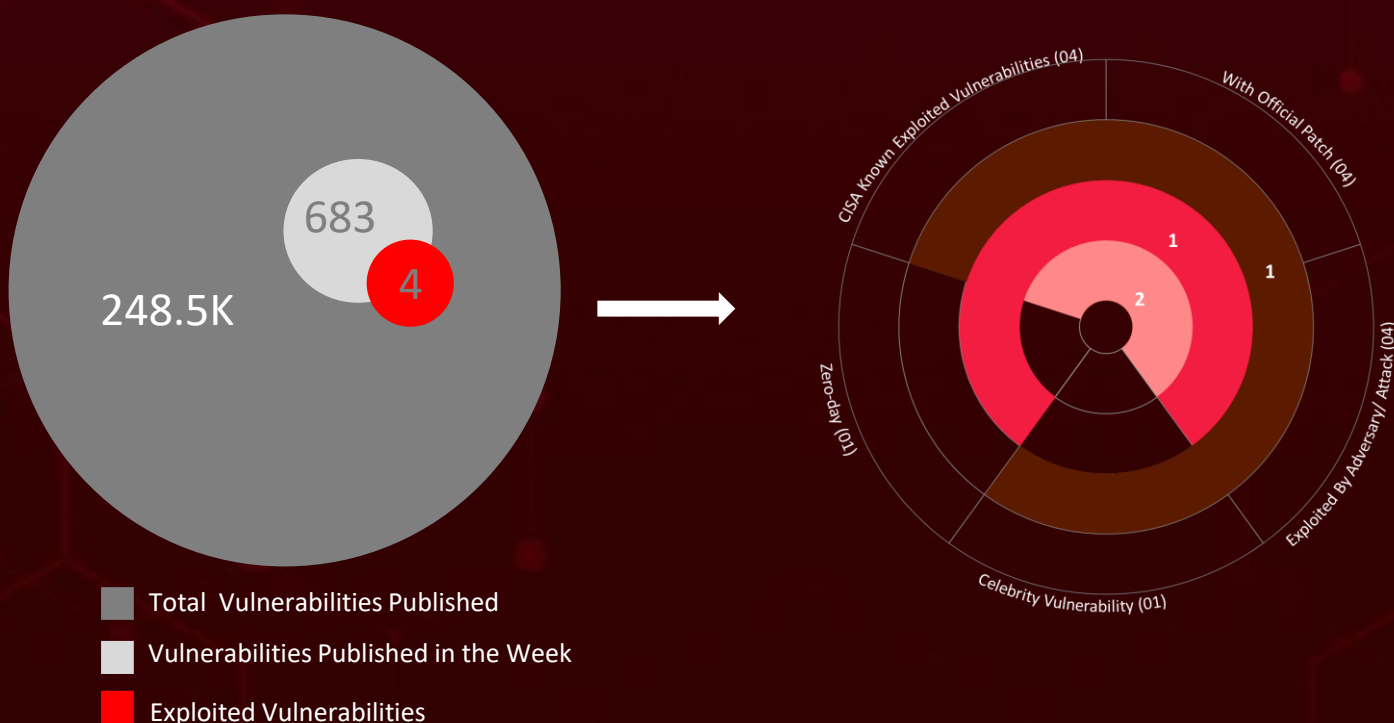 248.5K
683
4
Total Vulnerabilities Published
Vulnerabilities Published in the Week
Exploited Vulnerabilities
CISA Known Exploited Vulnerabilities (04)
With Official Patch (04)
Exploited By Adversary/ Attack (04)
Celebrity Vulnerability (01)
Zero-day (01)
1
1
2